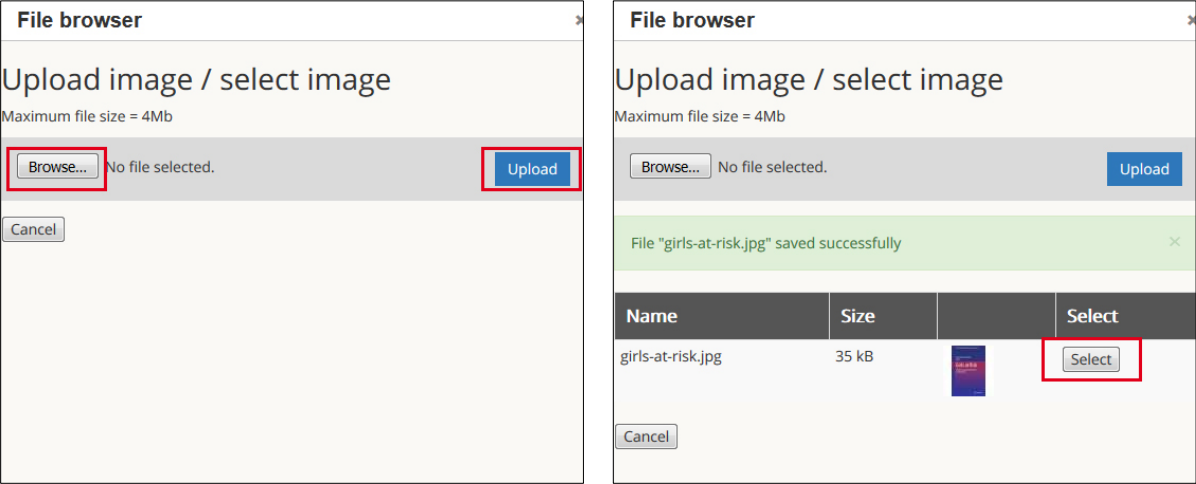 File browser
×
Upload image / select image
Maximum file size = 4Mb
Browse... No file selected. Upload
Cancel
File browser
×
Upload image / select image
Maximum file size = 4Mb
Browse... No file selected. Upload
File "girls-at-risk.jpg" saved successfully ×
Name Size Select
girls-at-risk.jpg 35 kB Select
Cancel